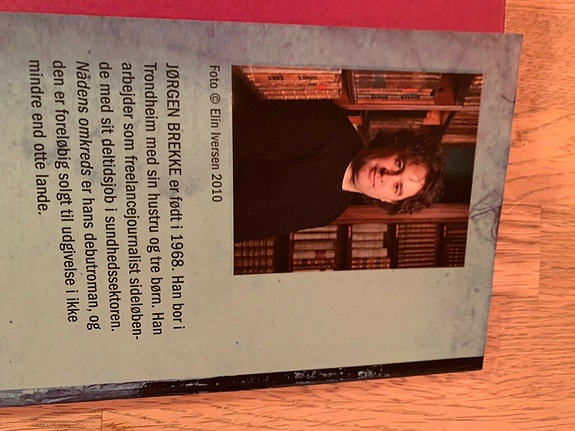 Foto © Elin Iversen 2010
JØRGEN BREKKE er født i 1968. Han bor i
Trondheim med sin hustru og tre børn. Han
arbejder som freelancejournalist sideløben-
de med sit deltidsjob i sundhedssektoren.
Nådens omkreds er hans debutroman, og
den er foreløbig solgt til udgivelse i ikke
mindre end otte lande.